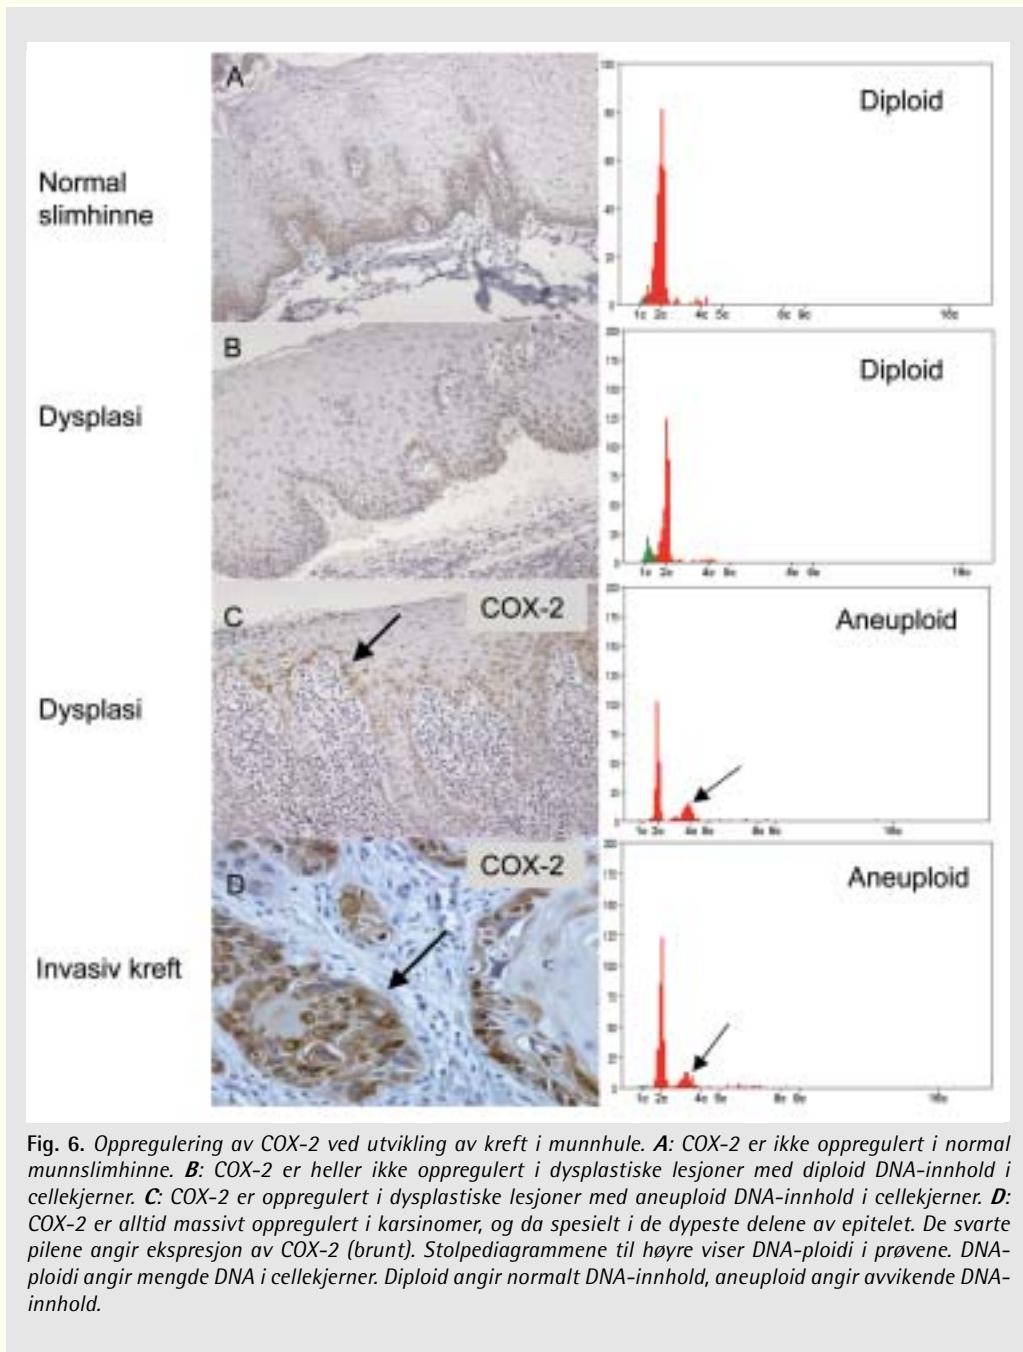 A
Diploid
Normal
slimhinne
B
Diploid
Dysplasi
C
COX-2
Aneuploid
Dysplasi
D
COX-2
Aneuploid
Invasiv kreft
Fig. 6. Oppregulering av COX-2 ved utvikling av kreft i munnhule. A: COX-2 er ikke oppregulert i normal
munnslimhinne. B: COX-2 er heller ikke oppregulert i dysplastiske lesjoner med diploid DNA-innhold i
cellekjerner. C: COX-2 er oppregulert i dysplastiske lesjoner med aneuploid DNA-innhold i cellekjerner. D:
COX-2 er alltid massivt oppregulert i karsinomer, og da spesielt i de dypeste delene av epitelet. De svarte
pilene angir ekspresjon av COX-2 (brunt). Stolpediagrammene til høyre viser DNA-ploidi i prøvene. DNA-
ploidi angir mengde DNA i cellekjerner. Diploid angir normalt DNA-innhold, aneuploid angir avvikende DNA-
innhold.